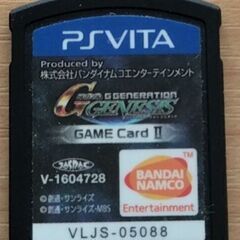 PSVITA
Produced by
株式会社バンダイナムコエンターテインメント
G GENERATION
GENESIS
GAME Card II
V-1604728
BANDAI
NAMCO
Entertainment
©創通・サンライズ
©創通・サンライズ・MBS
VLJS-05088